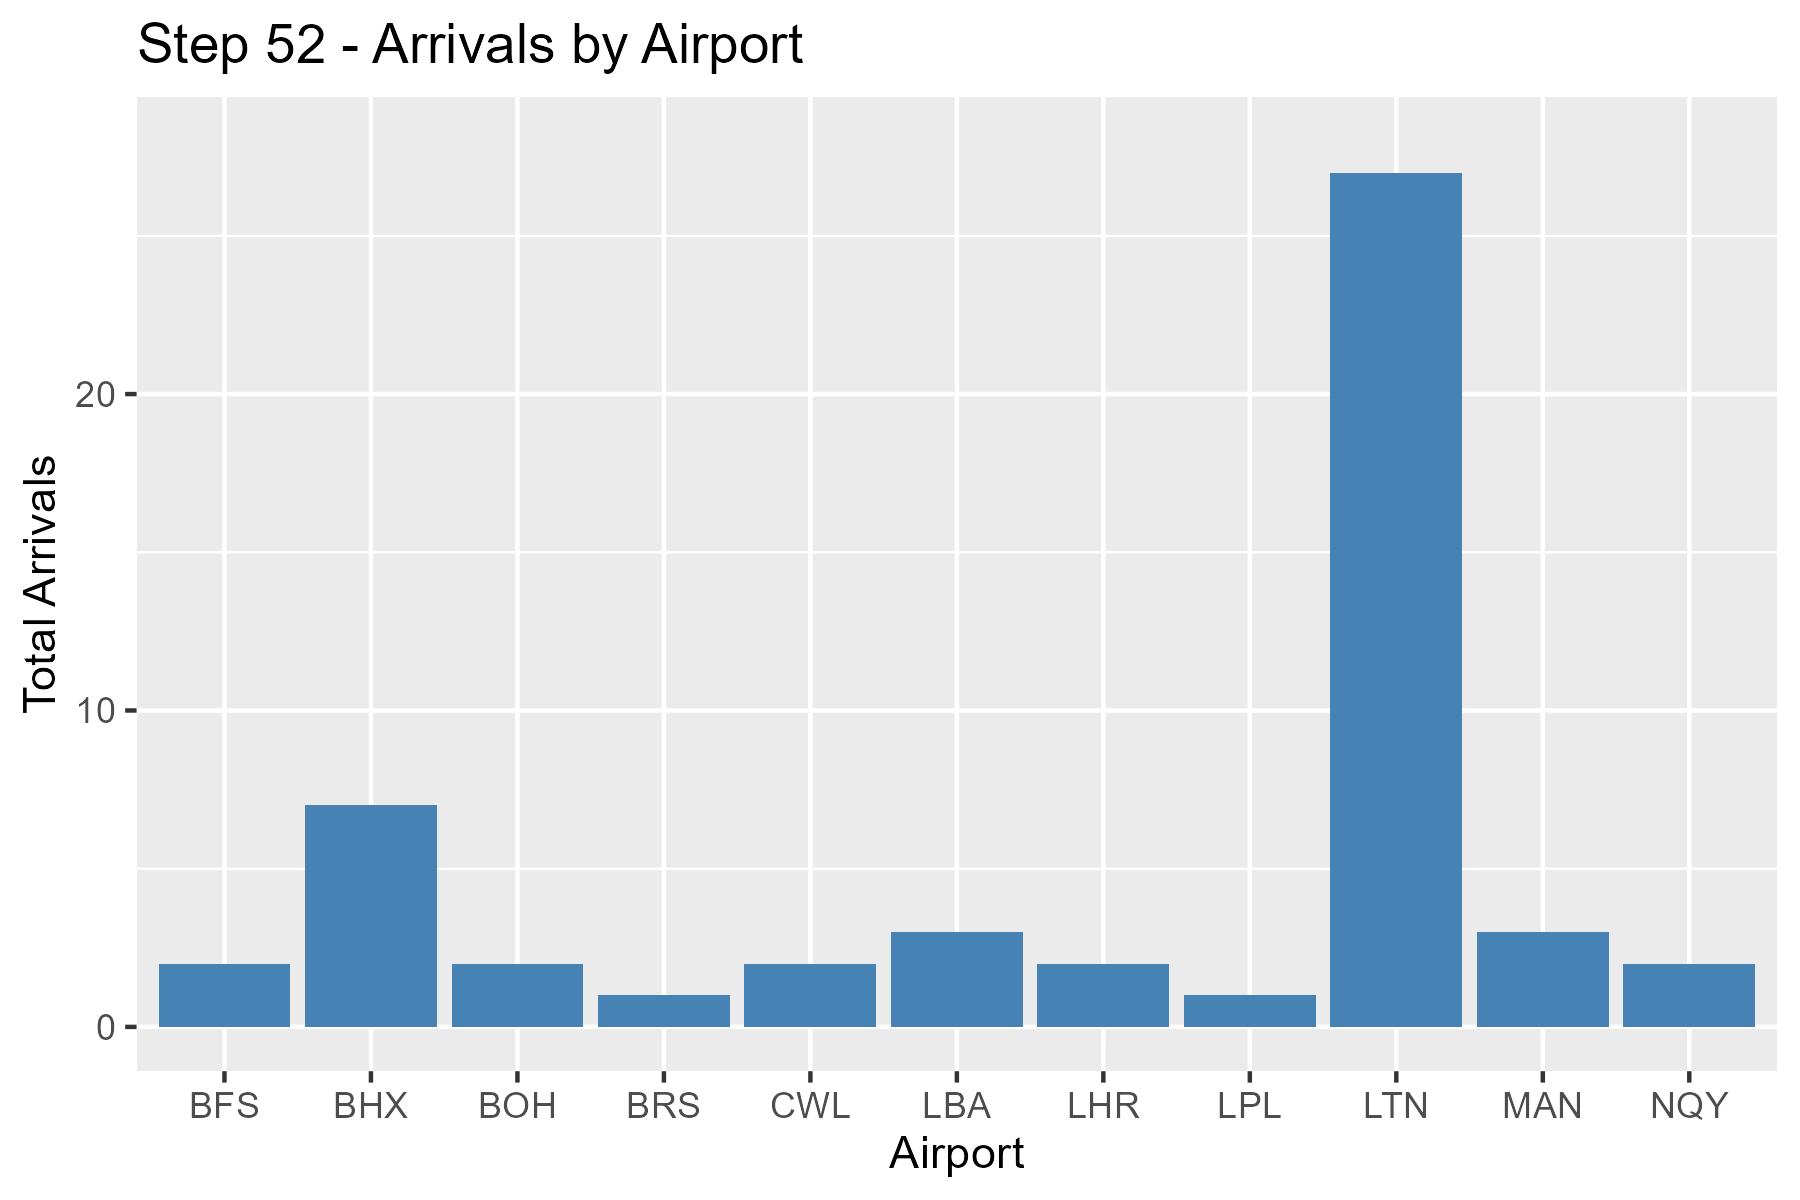 Step 52 - Arrivals by Airport
Total Arrivals
20
10
0
BFS BHX BOH BRS CWL LBA LHR LPL LTN MAN NQY
Airport